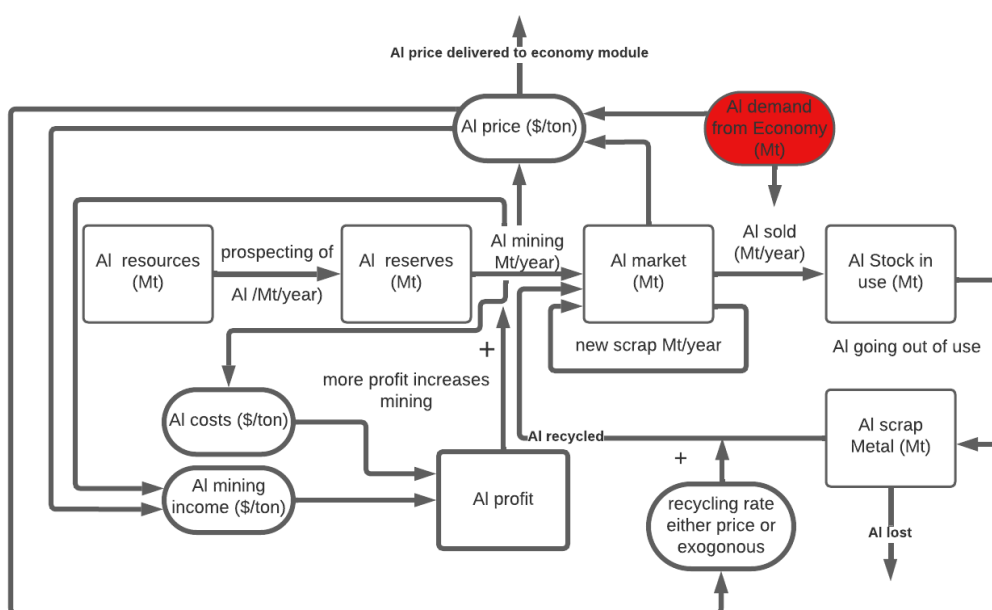 Al price delivered to economy module
Al price ($/ton)
Al demand
from Economy
(Mt)
Al resources
(Mt)
prospecting of
Al /Mt/year)
Al reserves
(Mt)
Al mining
Mt/year)
Al market
(Mt)
Al sold
(Mt/year)
Al Stock in
use (Mt)
new scrap Mt/year
Al going out of use
+
more profit increases
mining
Al costs ($/ton)
Al recycled
Al scrap
Metal (Mt)
+
Al mining
income ($/ton)
Al profit
recycling rate
either price or
exogonous
Al lost